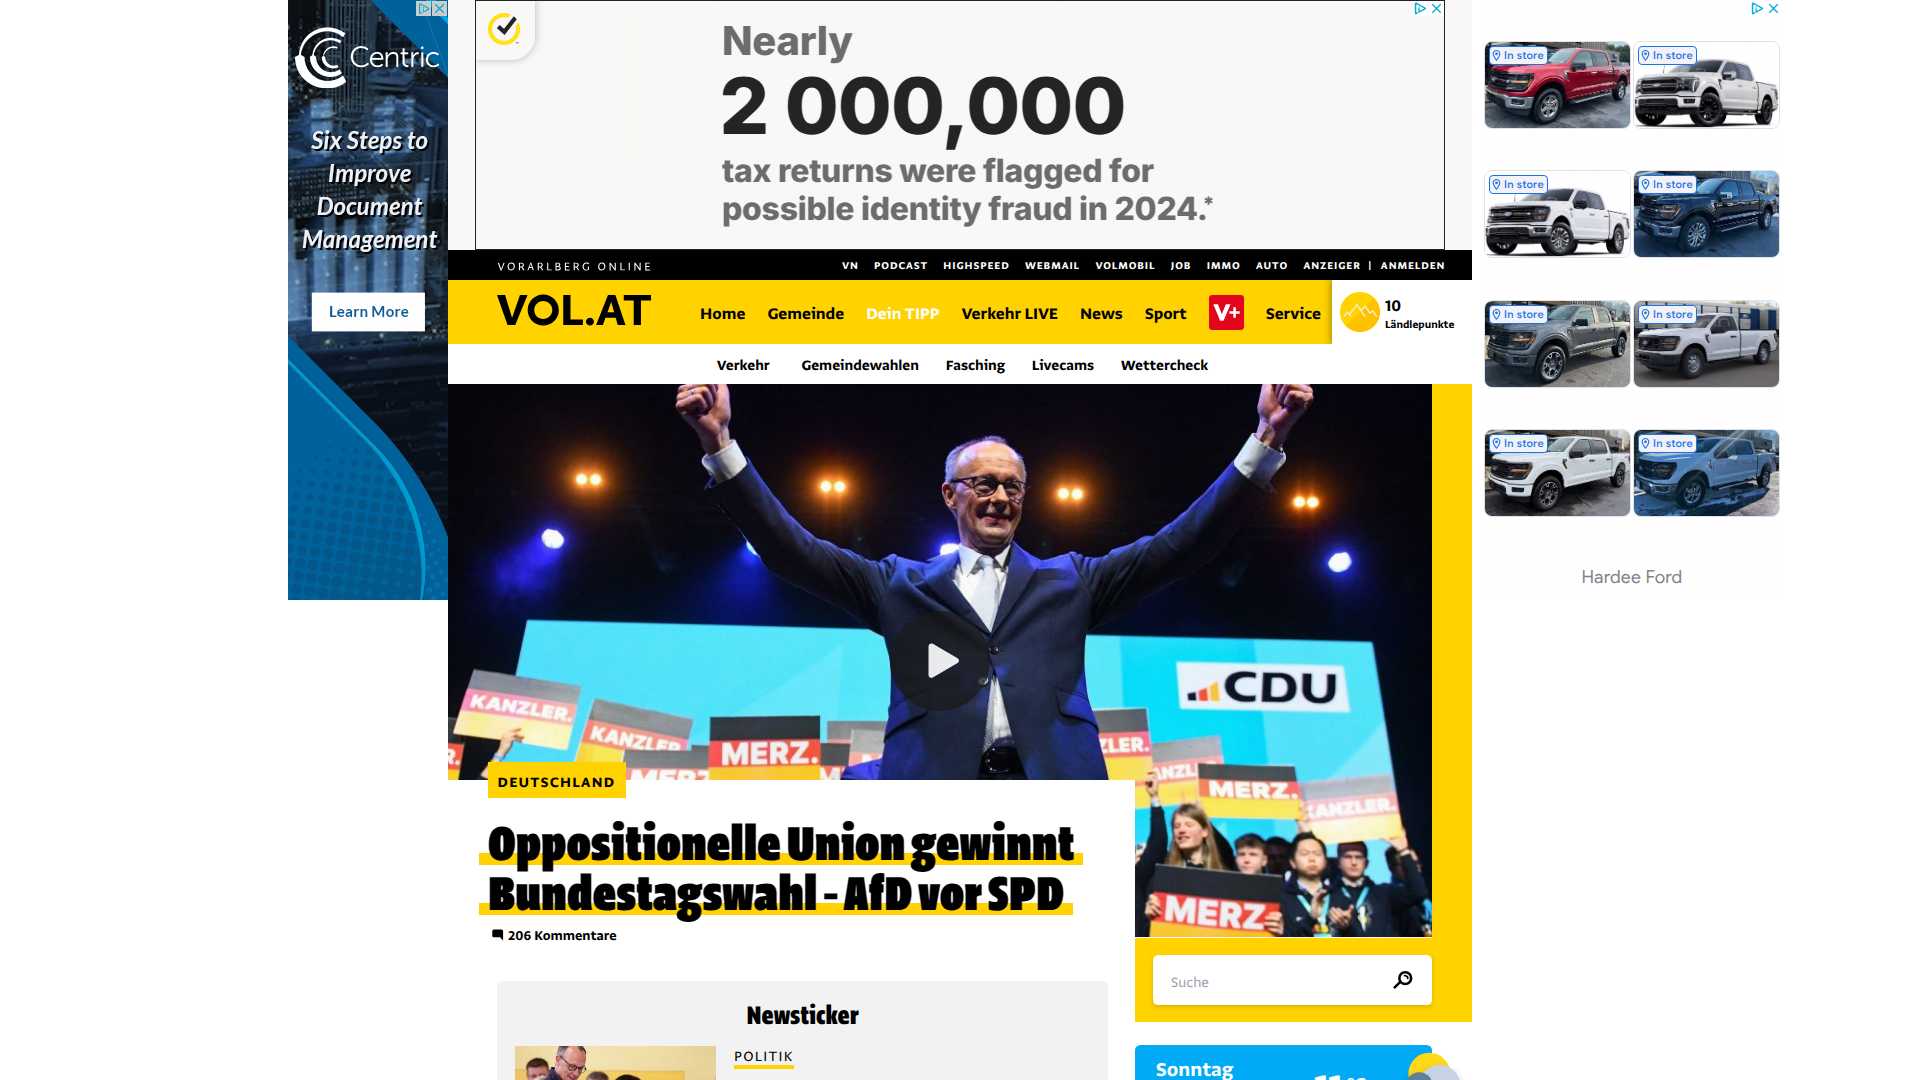 Centric
Six Steps to
Improve
Document
Management
Learn More
Nearly
2 000,000
tax returns were flagged for
possible identity fraud in 2024.*
VORARLBERG ONLINE
VN PODCAST HIGHSPEED WEBMAIL VOLMOBIL JOB IMMO AUTO ANZEIGER | ANMELDEN
VOL.AT
Home Gemeinde Dein TIPP Verkehr LIVE News Sport V+ Service
10
Ländlepunkte
Verkehr Gemeindewahlen Fasching Livecams Wettercheck
CDU
KANZLER.
KANZLER
MERZ.
MERZ
ZLER.
R.
ANZL
MERZ.
KANZLER.
MERZ.
DEUTSCHLAND
Oppositionelle Union gewinnt
Bundestagswahl - AfD vor SPD
206 Kommentare
Suche
Newsticker
POLITIK
Sonntag
In store
In store
In store
In store
In store
In store
In store
In store
Hardee Ford